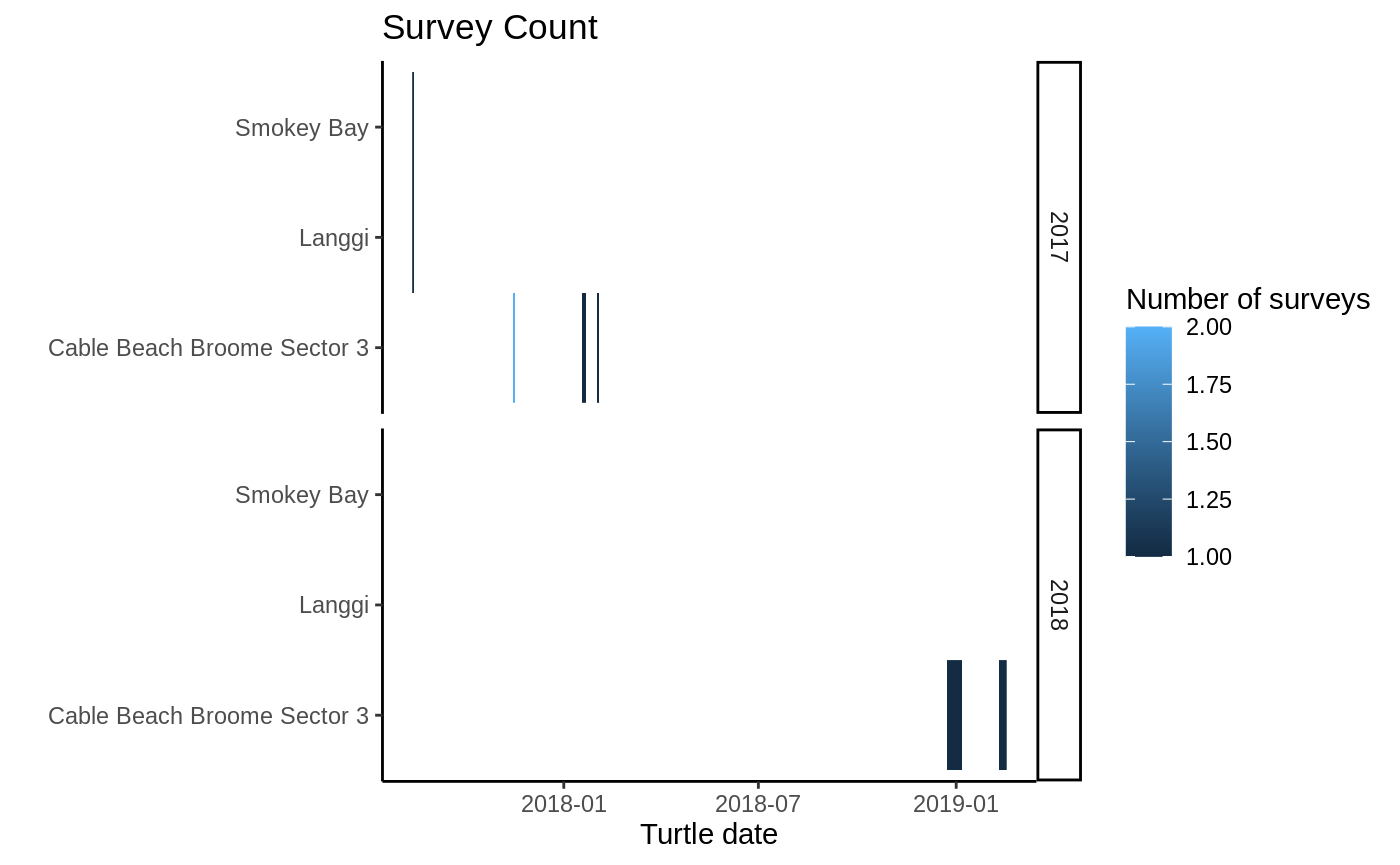 Survey Count
Smokey Bay
Langgi
Cable Beach Broome Sector 3
2017
Smokey Bay
Langgi
Cable Beach Broome Sector 3
2018
2018-01 2018-07 2019-01
Turtle date
Number of surveys
2.00
1.75
1.50
1.25
1.00